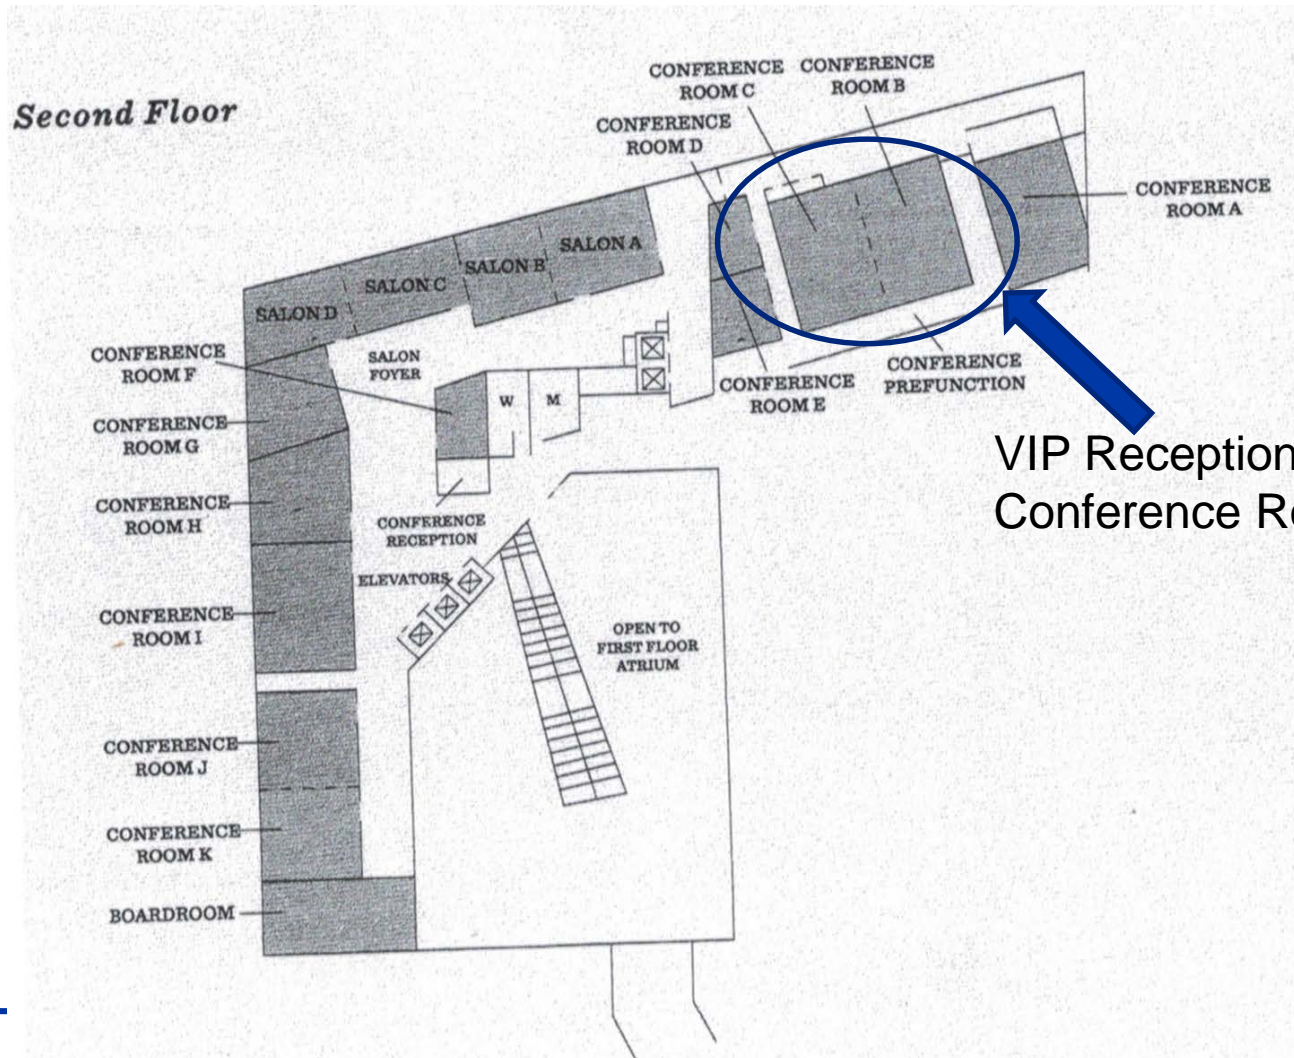 Second Floor
CONFERENCE
ROOM C
CONFERENCE
ROOM B
CONFERENCE
ROOM D
CONFERENCE
ROOM A
SALON A
SALON B
SALON C
SALON D
CONFERENCE
ROOM F
SALON
FOYER
W
M
CONFERENCE
ROOM E
CONFERENCE
PREFUNCTION
CONFERENCE
ROOM G
VIP Reception
Conference
CONFERENCE
ROOM H
CONFERENCE
RECEPTION
ELEVATORS
CONFERENCE
ROOM I
OPEN TO
FIRST FLOOR
ATRIUM
CONFERENCE
ROOM J
CONFERENCE
ROOM K
BOARDROOM